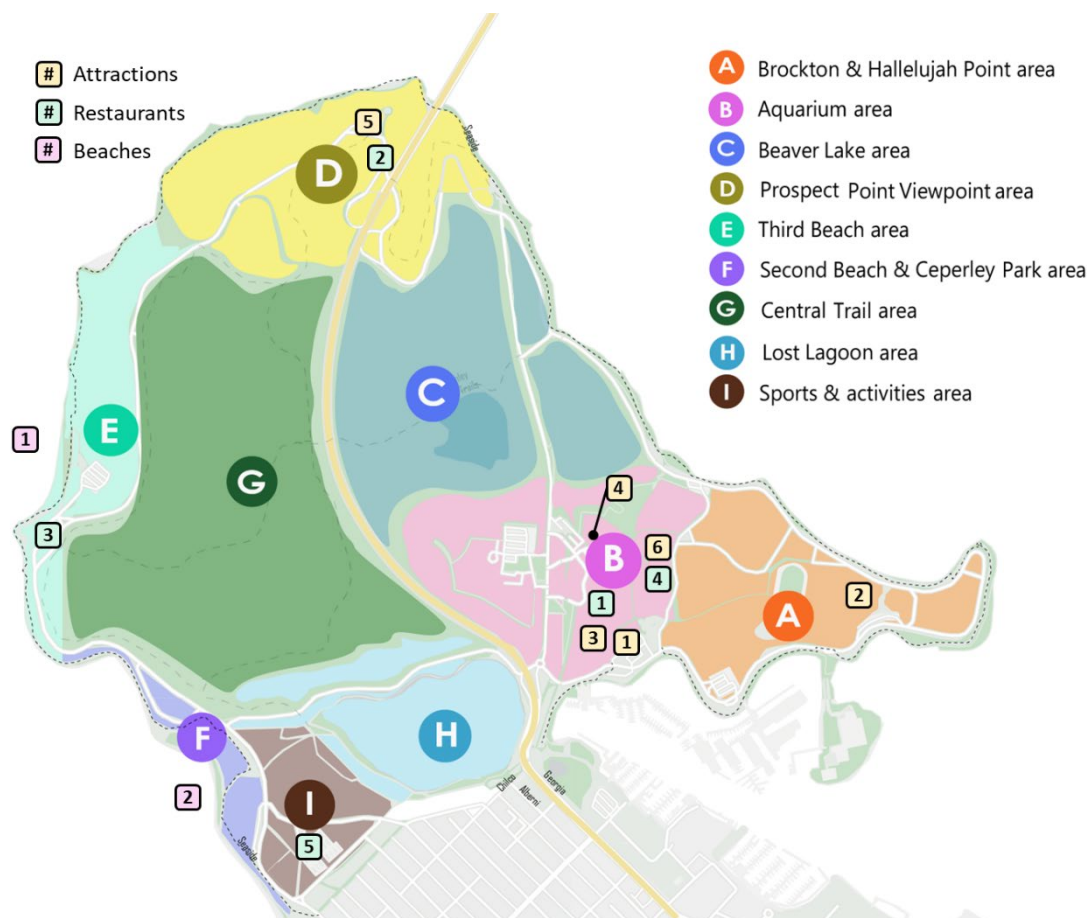 # Attractions
# Restaurants
# Beaches
A Brockton & Hallelujah Point area
B Aquarium area
C Beaver Lake area
D Prospect Point Viewpoint area
E Third Beach area
F Second Beach & Ceperley Park area
G Central Trail area
H Lost Lagoon area
I Sports & activities area
5
2
D
Seaside
C
E
1
G
3
4
B
6
4
1
3
1
2
A
F
H
2
I
5
Seaside
Chilco
Alberni
Georgia